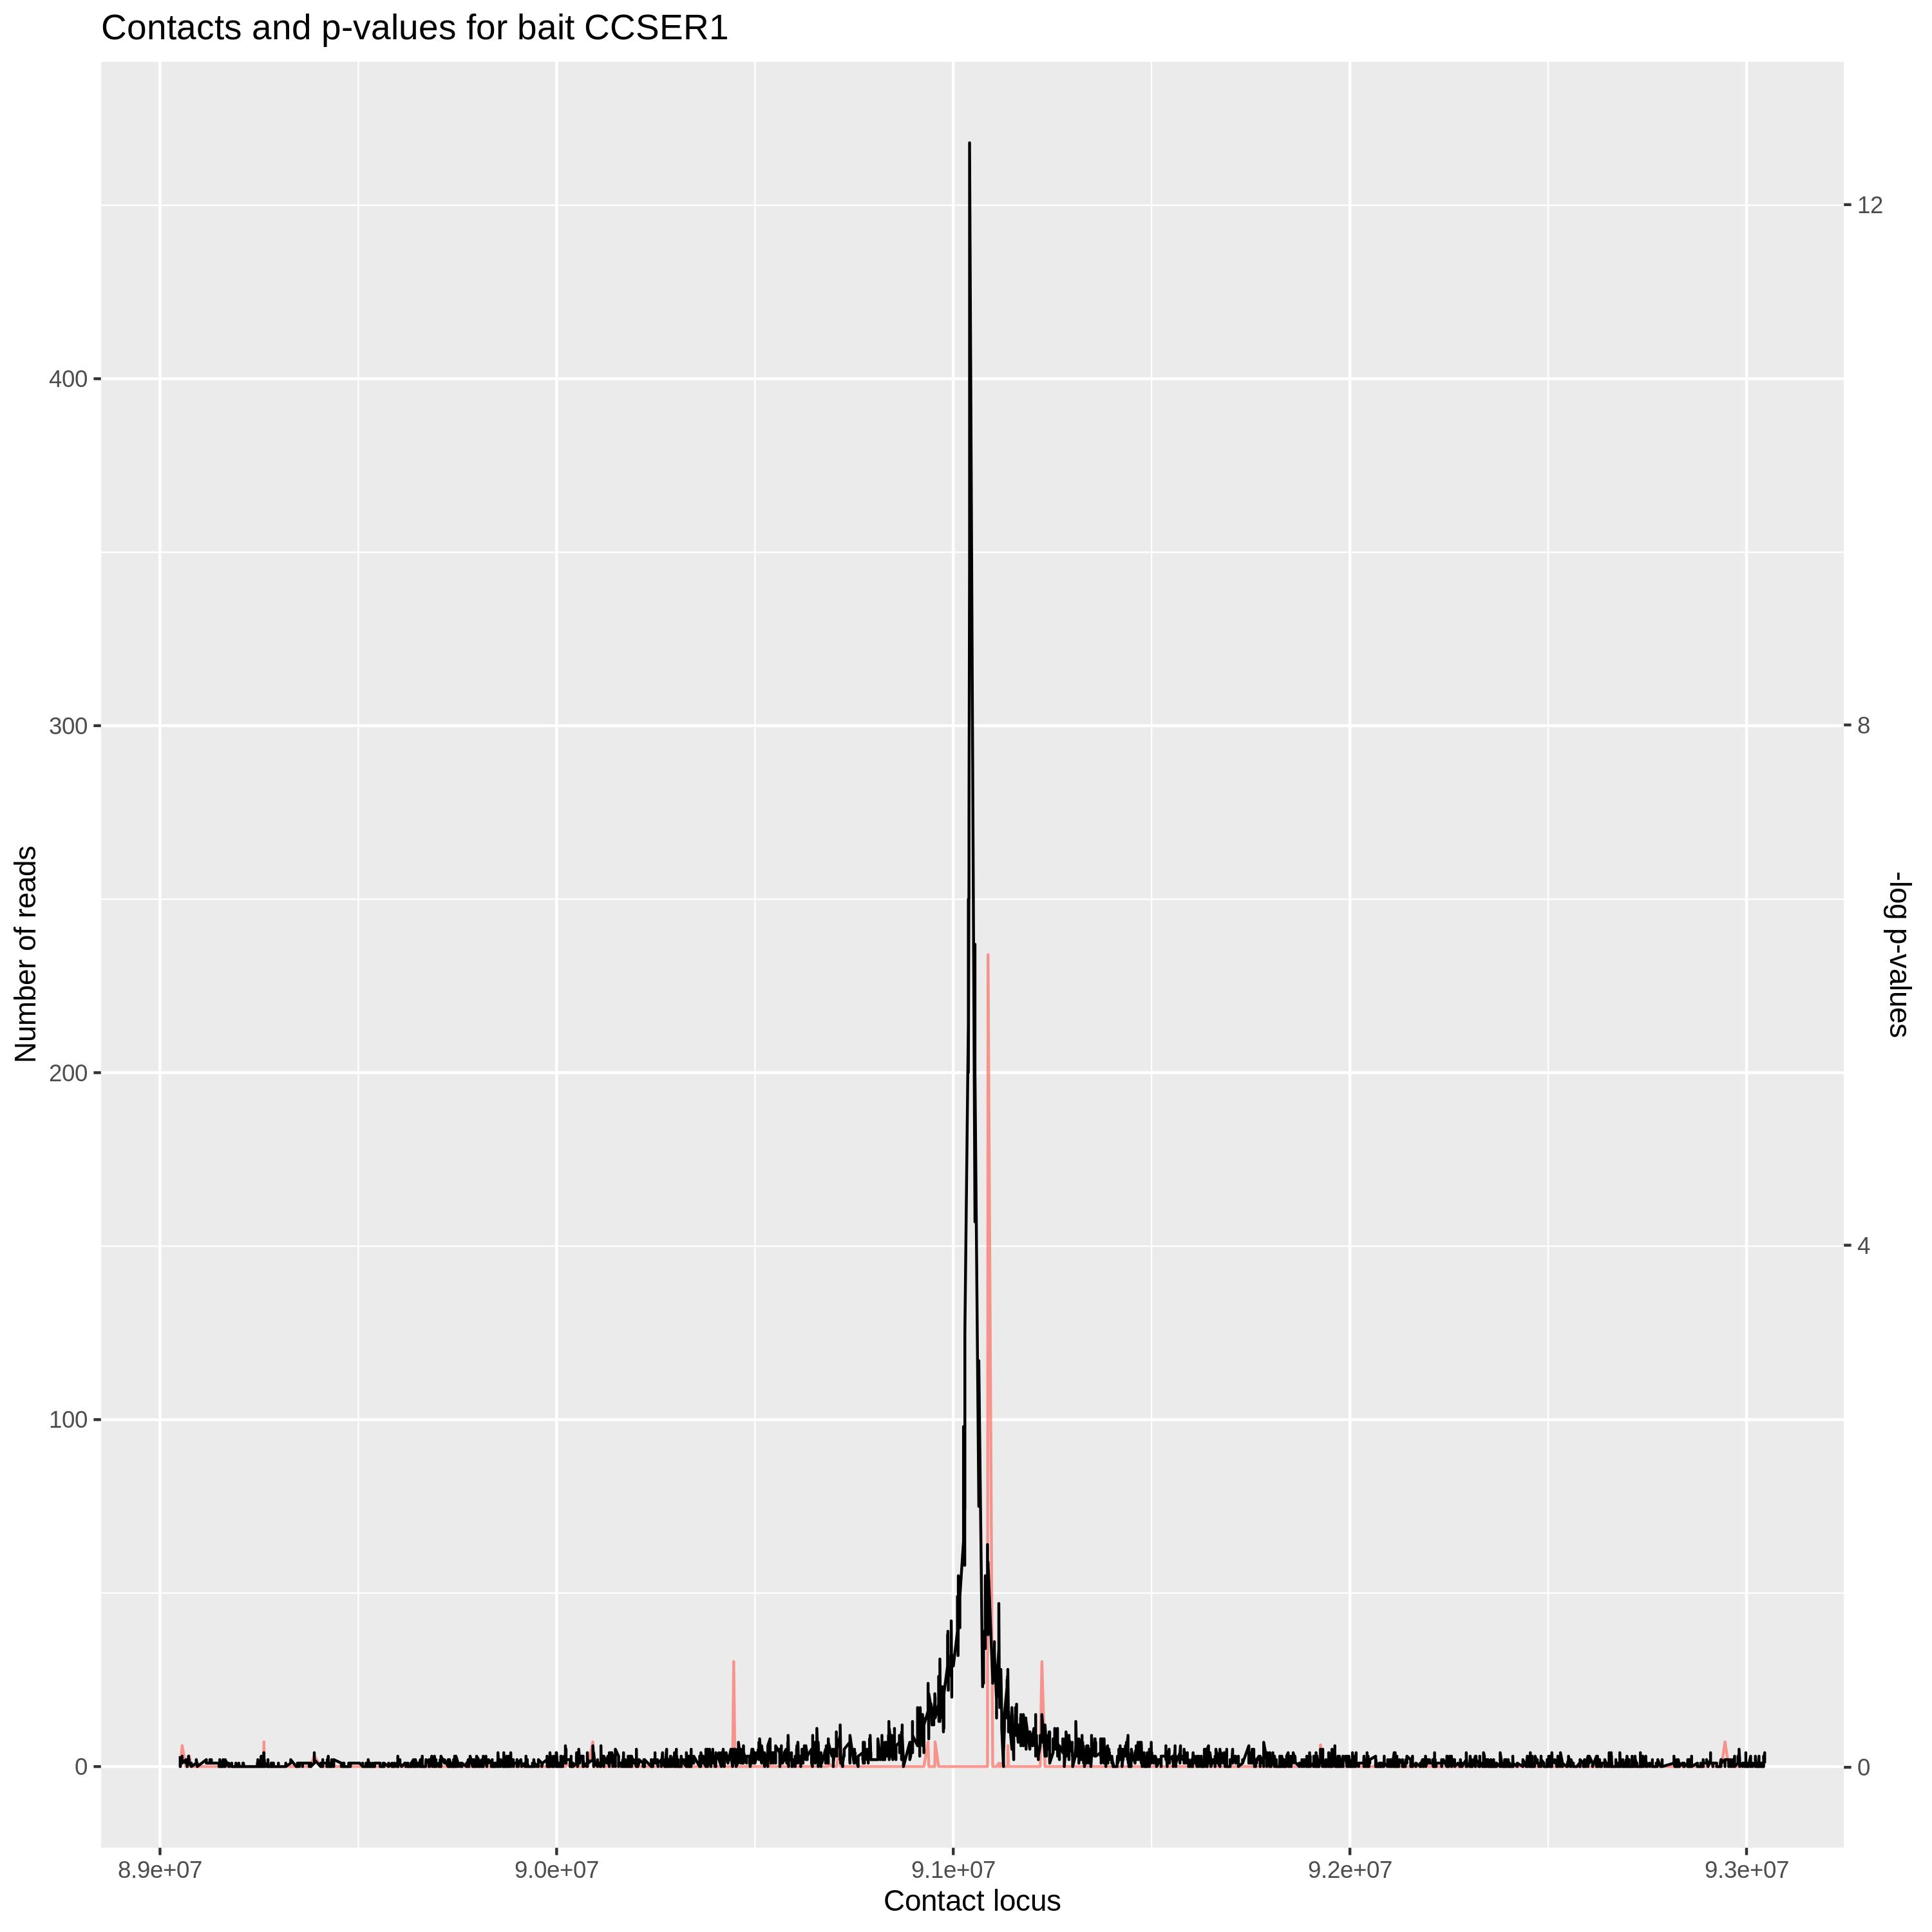 Contacts and p-values for bait CCSER1
Number of reads
400
300
200
100
0
12
8
4
0
-log p-values
8.9e+07 9.0e+07 9.1e+07 9.2e+07 9.3e+07
Contact locus